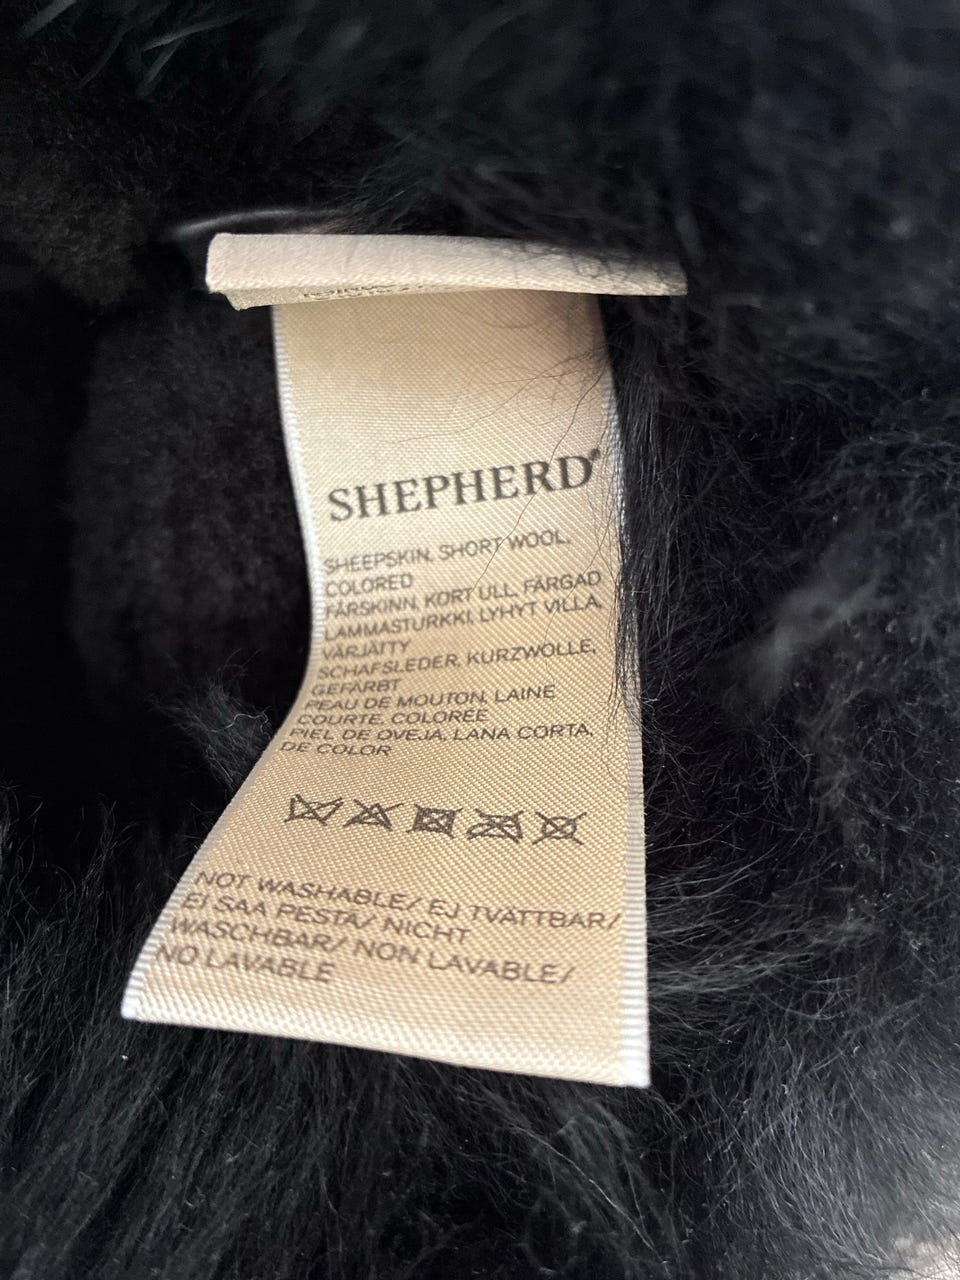 SHEPHERD®
SHEEPSKIN, SHORT WOOL,
COLORED
FÅRSKINN, KORT ULL, FÄRGAD
LAMMASTURKKI, LYHYT VILLA,
VÄRJÄTTY
SCHAFSLEDER, KURZWOLLE,
GEFÄRBT
PEAU DE MOUTON, LAINE
COURTE, COLORÉE
PIEL DE OVEJA, LANA CORTA,
DE COLOR
NOT WASHABLE/ EJ TVÄTTBAR/
EI SAA PESTÄ/ NICHT
WASCHBAR/ NON LAVABLE/
NO LAVABLE